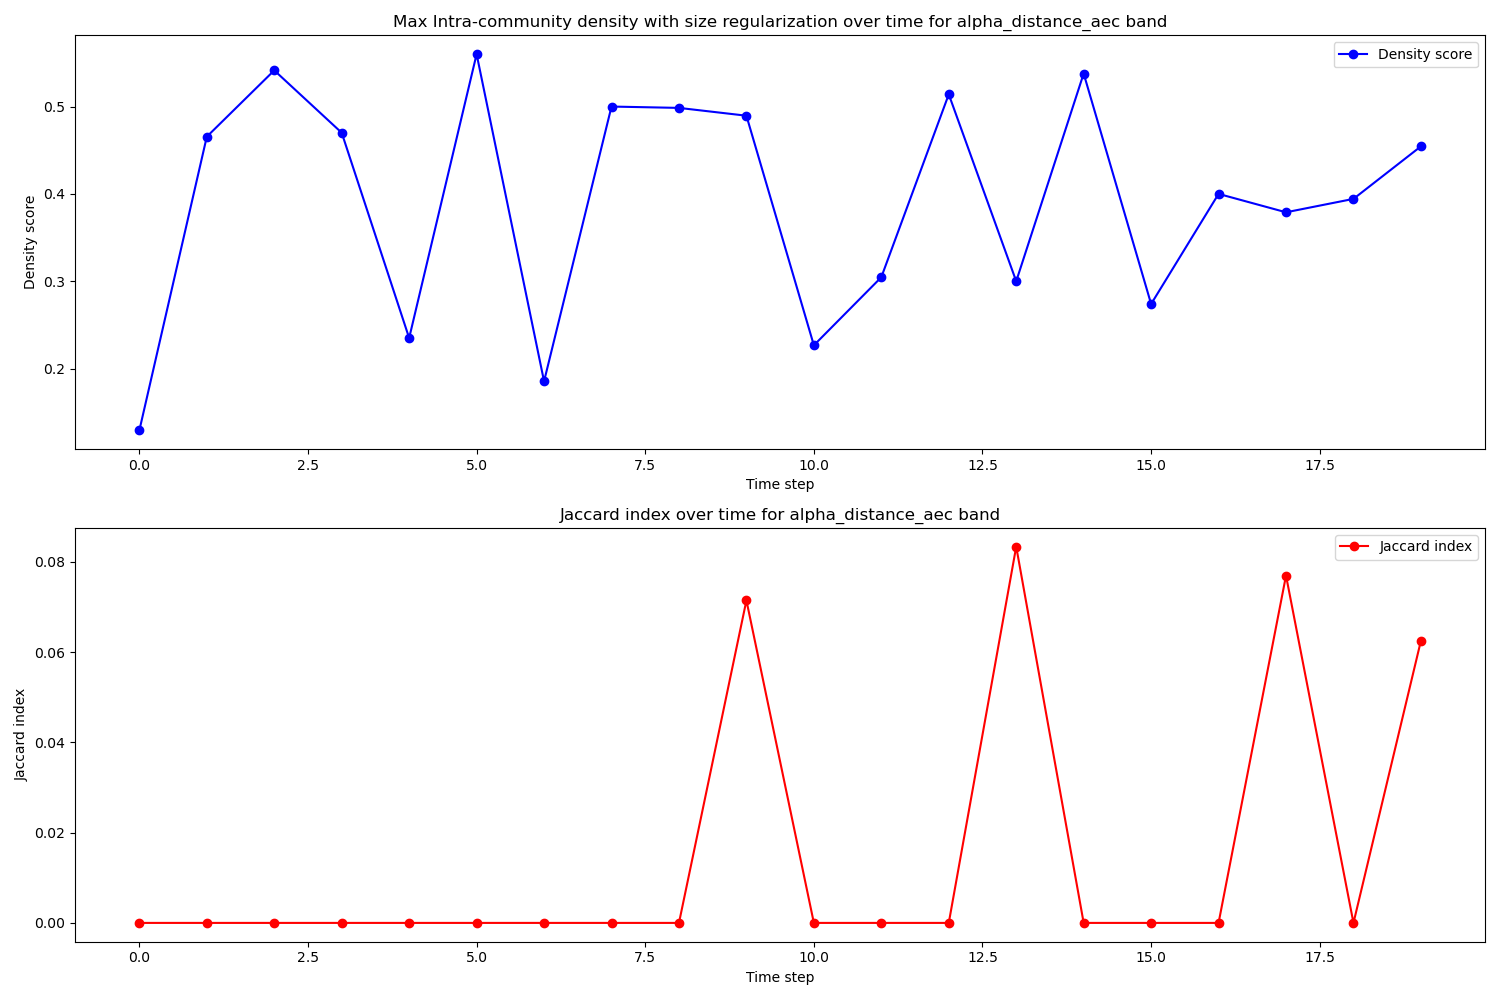 Max Intra-community density with size regularization over time for alpha_distance_aec band
Density score
0.5
0.4
0.3
0.2
Density score
0.0 2.5 5.0 7.5 10.0 12.5 15.0 17.5
Time step
Jaccard index over time for alpha_distance_aec band
Jaccard index
0.08
0.06
0.04
0.02
0.00
Jaccard index
0.0 2.5 5.0 7.5 10.0 12.5 15.0 17.5
Time step